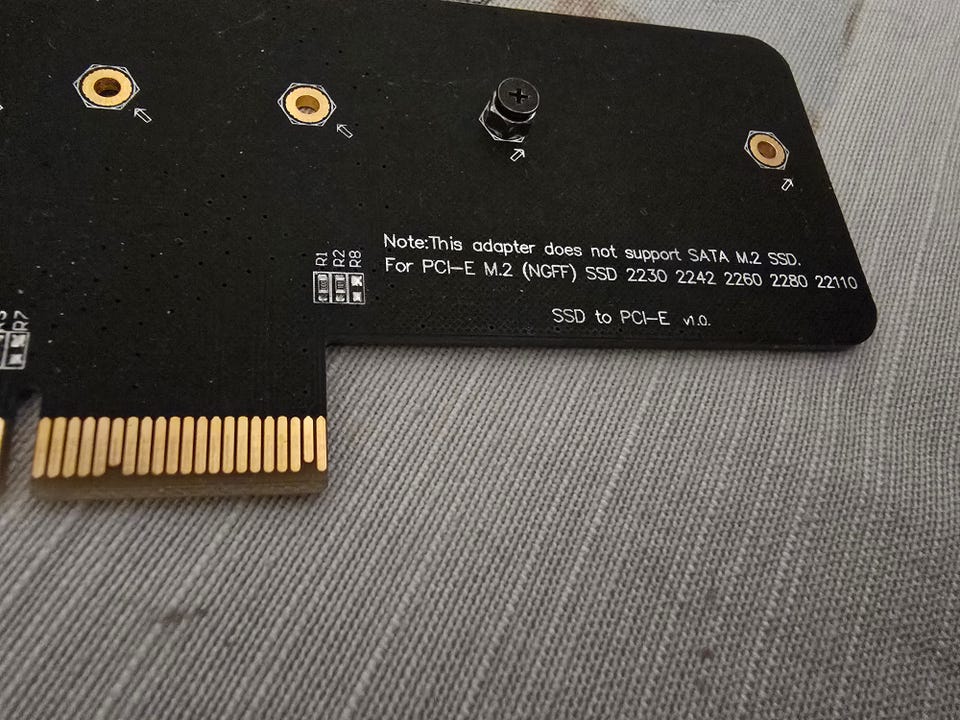 R1 R2 R8
Note:This adapter does not support SATA M.2 SSD.
For PCI-E M.2 (NGFF) SSD 2230 2242 2260 2280 22110
SSD to PCI-E v1.0.
R7